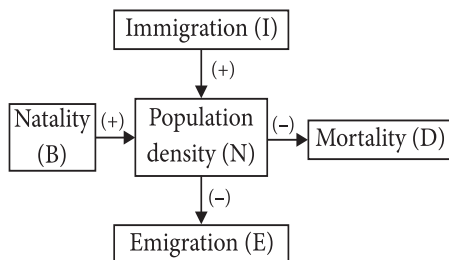 Immigration (I)
(+)
Natality
(B)
(+)
Population
density (N)
(–)
Mortality (D)
(–)
Emigration (E)